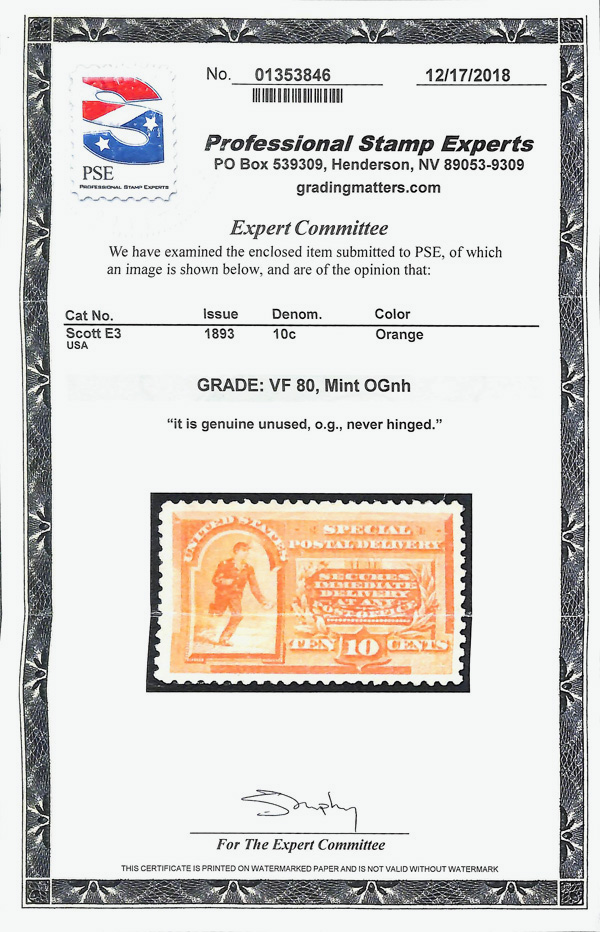 No. 01353846 12/17/2018
PSE
PROFESSIONAL STAMP EXPERTS
Professional Stamp Experts
PO Box 539309, Henderson, NV 89053-9309
gradingmatters.com
Expert Committee
We have examined the enclosed item submitted to PSE, of which
an image is shown below, and are of the opinion that:
Cat No. Issue Denom. Color
Scott E3 1893 10c Orange
USA
GRADE: VF 80, Mint OGnh
“it is genuine unused, o.g., never hinged.”
UNITED STATES
SPECIAL
POSTAL DELIVERY
SECURES
IMMEDIATE
DELIVERY
AT ANY
POST OFFICE
TEN 10 CENTS
For The Expert Committee
THIS CERTIFICATE IS PRINTED ON WATERMARKED PAPER AND IS NOT VALID WITHOUT WATERMARK